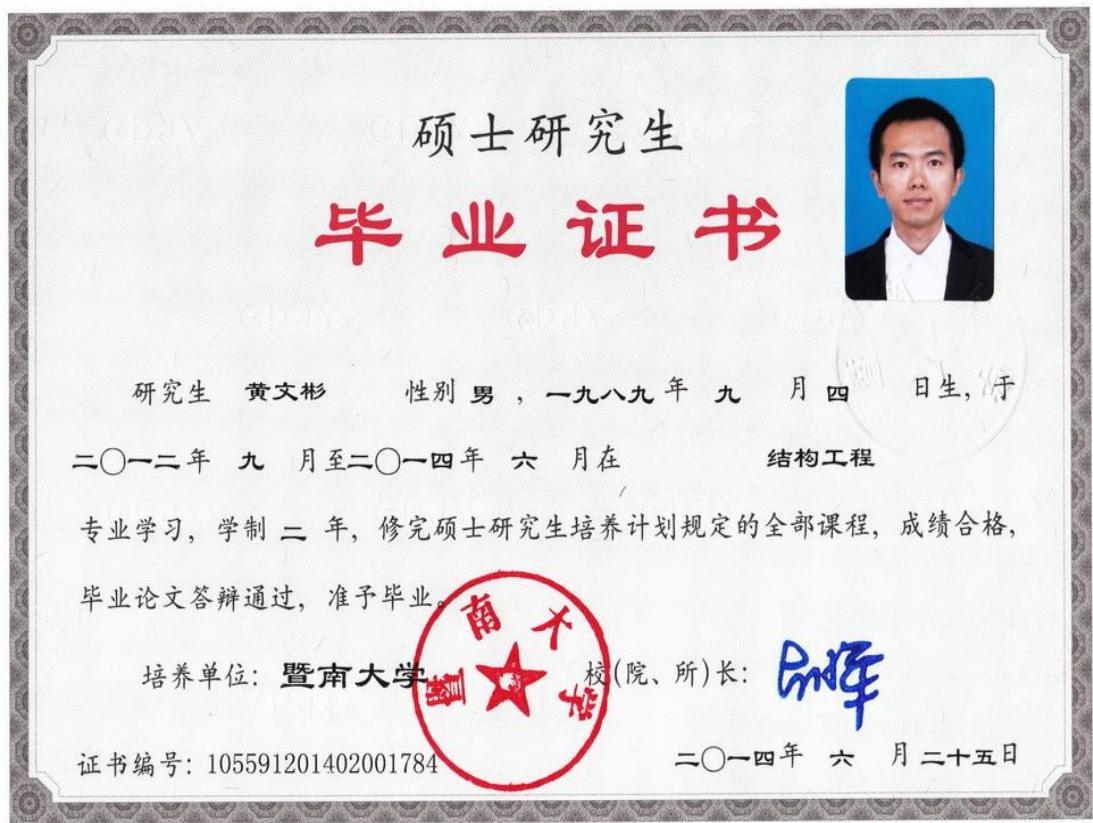 硕士研究生
毕业证书
研究生 黄文彬 性别 男 ，一九八九 年 九 月 四 日生，于
二〇一二年 九 月至二〇一四年 六 月在 结构工程
专业学习，学制 二 年，修完硕士研究生培养计划规定的全部课程，成绩合格，
毕业论文答辩通过，准予毕业。
培养单位：暨南大学 校(院、所)长：
暨南大学
证书编号：105591201402001784 二〇一四年 六 月二十五日